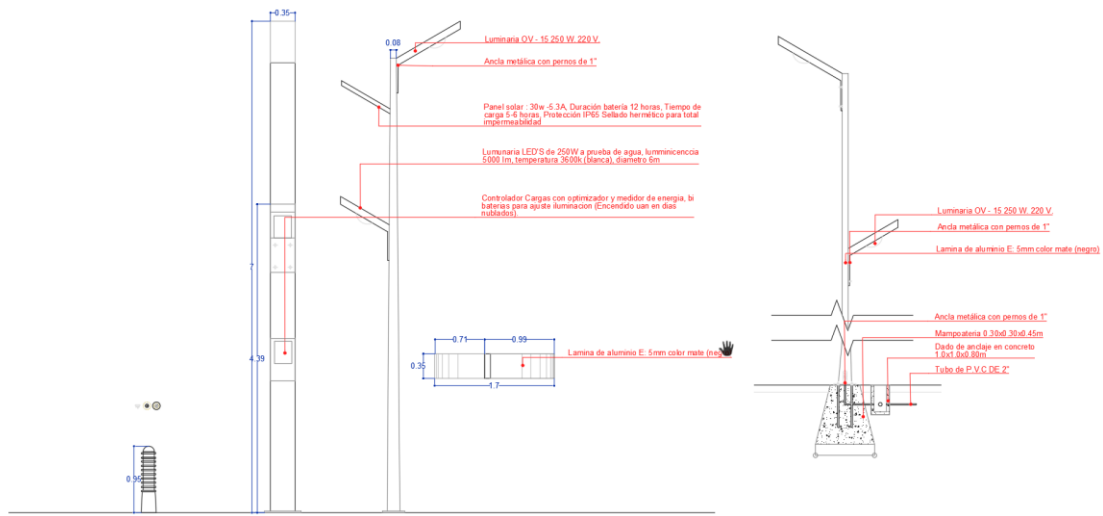 0.35
0.08
Luminaria OV - 15 250 W. 220 V.
Ancla metálica con pernos de 1"
Panel solar : 30w -5.3A, Duración batería 12 horas, Tiempo de
carga 5-6 horas, Protección IP65 Sellado hermético para total
impermeabilidad
Lumunaria LED'S de 250W a prueba de agua, lumminicenccia
5000 lm, temperatura 3600k (blanca), diametro 6m
Controlador Cargas con optimizador y medidor de energia, bi
baterias para ajuste iluminacion (Encendido uan en dias
nublados).
7
4.39
0.95
0.71
0.99
0.35
1.7
Lamina de aluminio E: 5mm color mate (negro)
Luminaria OV - 15 250 W. 220 V.
Ancla metálica con pernos de 1"
Lamina de aluminio E: 5mm color mate (negro)
Ancla metálica con pernos de 1"
Mampoateria 0.30x0.30x0.45m
Dado de anclaje en concreto
1.0x1.0x0.80m
Tubo de P.V.C DE 2"